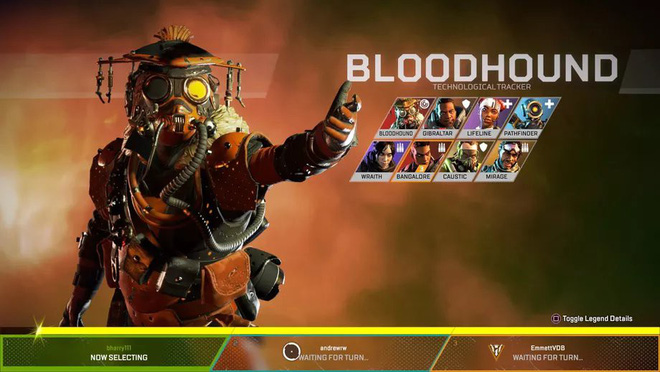 BLOODHOUND
TECHNOLOGICAL TRACKER
BLOODHOUND GIBRALTAR LIFELINE PATHFINDER
WRAITH BANGALORE CAUSTIC MIRAGE
Toggle Legend Details
andrewrw EmmettVDB
NOW SELECTING WAITING FOR TURN... WAITING FOR TURN...